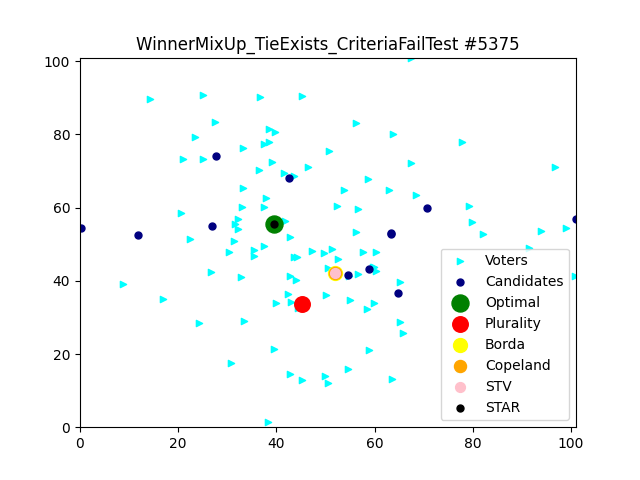 WinnerMixUp_TieExists_CriteriaFailTest #5375
100
80
60
40
20
0
0 20 40 60 80 100
Voters
Candidates
Optimal
Plurality
Borda
Copeland
STV
STAR